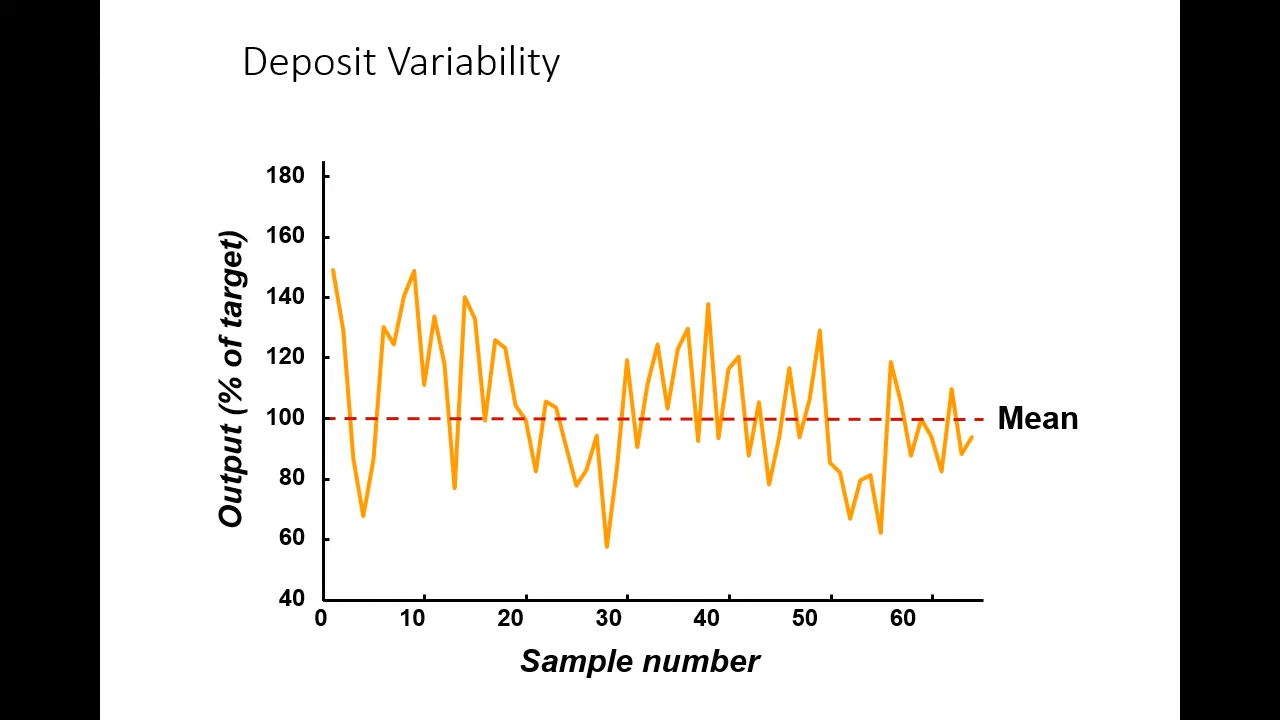 Deposit Variability
180
160
140
120
100
80
60
40
Output (% of target)
Mean
0 10 20 30 40 50 60
Sample number